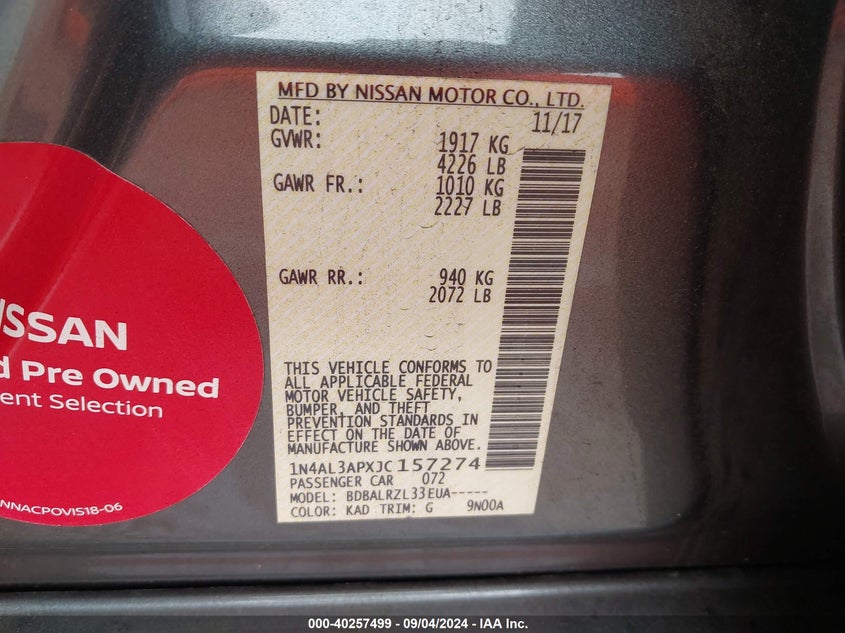 MFD BY NISSAN MOTOR CO., LTD.
DATE: 11/17
GVWR: 1917 KG
4226 LB
GAWR FR.: 1010 KG
2227 LB
GAWR RR.: 940 KG
2072 LB
THIS VEHICLE CONFORMS TO
ALL APPLICABLE FEDERAL
MOTOR VEHICLE SAFETY,
BUMPER, AND THEFT
PREVENTION STANDARDS IN
EFFECT ON THE DATE OF
MANUFACTURE SHOWN ABOVE.
1N4AL3APXJC157274
PASSENGER CAR 072
MODEL: BDBALRZL33EUA-----
COLOR: KAD TRIM: G 9N00A
ISSAN
d Pre Owned
ent Selection
NNACPOVIS18-06
000-40257499 - 09/04/2024 - IAA Inc.